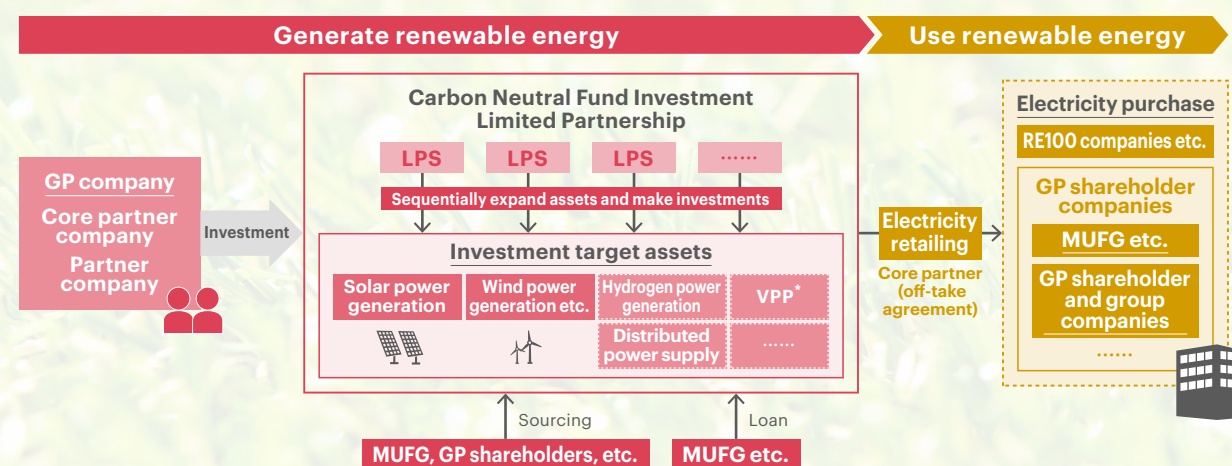 Generate renewable energy
Use renewable energy
GP company
Core partner
company
Partner
company
Investment
Carbon Neutral Fund Investment
Limited Partnership
LPS
LPS
LPS
……
Sequentially expand assets and make investments
Investment target assets
Solar power
generation
Wind power
generation etc.
Hydrogen power
generation
VPP*
Distributed
power supply
……
Sourcing
MUFG, GP shareholders, etc.
Loan
MUFG etc.
Electricity
retailing
Core partner
(off-take
agreement)
Electricity purchase
RE100 companies etc.
GP shareholder
companies
MUFG etc.
GP shareholder
and group
companies
……